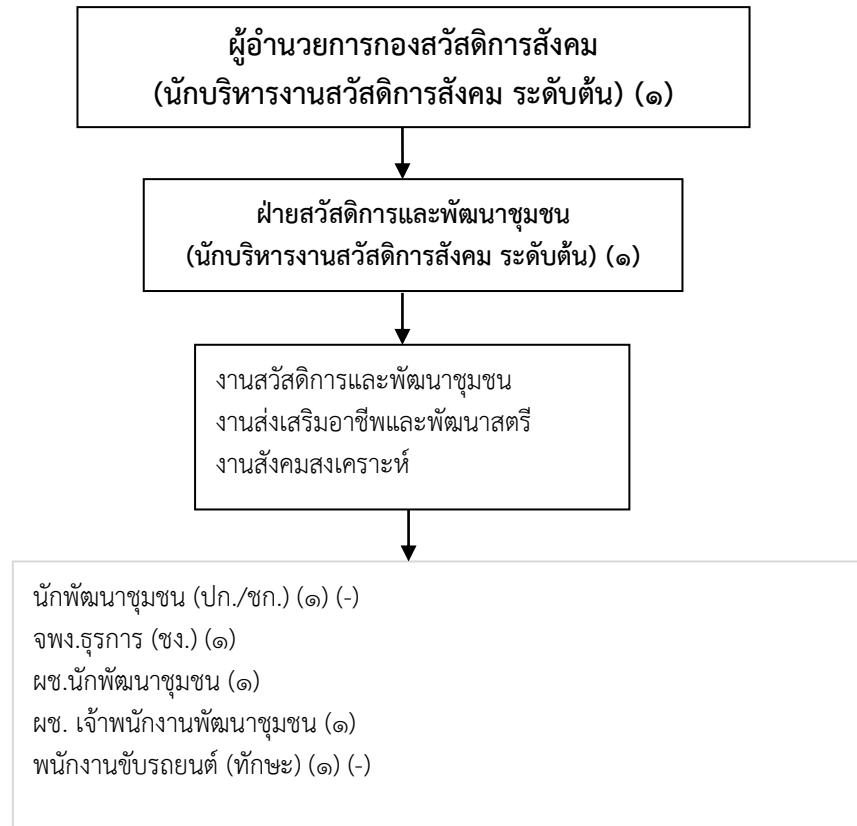 ผู้อำนวยการกองสวัสดิการสังคม
(นักบริหารงานสวัสดิการสังคม ระดับต้น) (๑)
ฝ่ายสวัสดิการและพัฒนาชุมชน
(นักบริหารงานสวัสดิการสังคม ระดับต้น) (๑)
งานสวัสดิการและพัฒนาชุมชน
งานส่งเสริมอาชีพและพัฒนาสตรี
งานสังคมสงเคราะห์
นักพัฒนาชุมชน (ปก./ชก.) (๑) (-)
จพง.ธุรการ (ชง.) (๑)
ผช.นักพัฒนาชุมชน (๑)
ผช. เจ้าพนักงานพัฒนาชุมชน (๑)
พนักงานขับรถยนต์ (ทักษะ) (๑) (-)